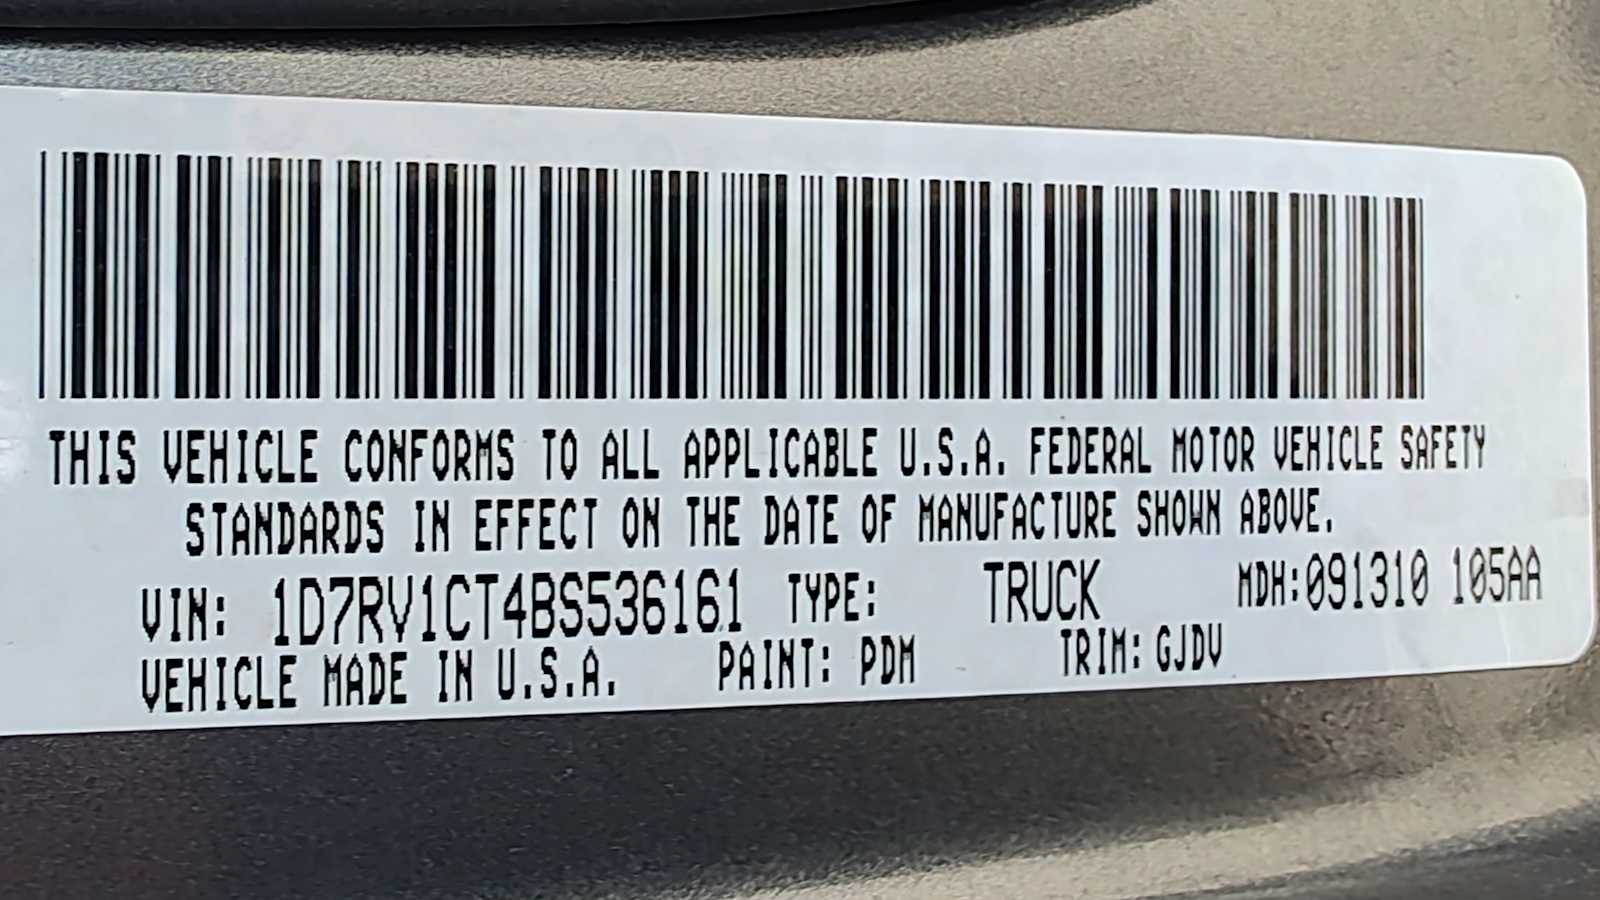 THIS VEHICLE CONFORMS TO ALL APPLICABLE U.S.A. FEDERAL MOTOR VEHICLE SAFETY
STANDARDS IN EFFECT ON THE DATE OF MANUFACTURE SHOWN ABOVE.
VIN: 1D7RV1CT4BS536161 TYPE: TRUCK MDH:091310 105AA
VEHICLE MADE IN U.S.A. PAINT: PDM TRIM: GJDV